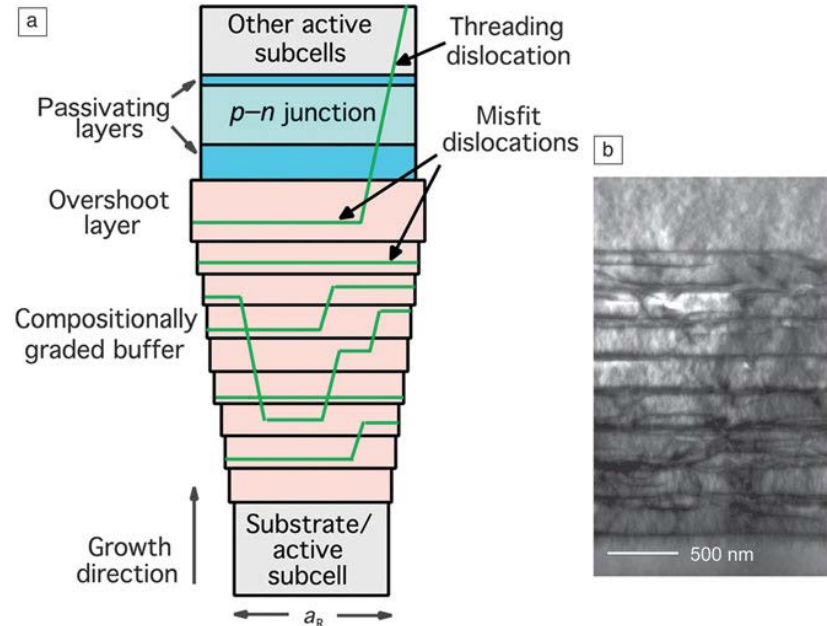 a
Other active
subcells
Threading
dislocation
Passivating
layers
p–n junction
Misfit
dislocations
b
Overshoot
layer
Compositionally
graded buffer
Growth
direction
Substrate/
active
subcell
500 nm
aR